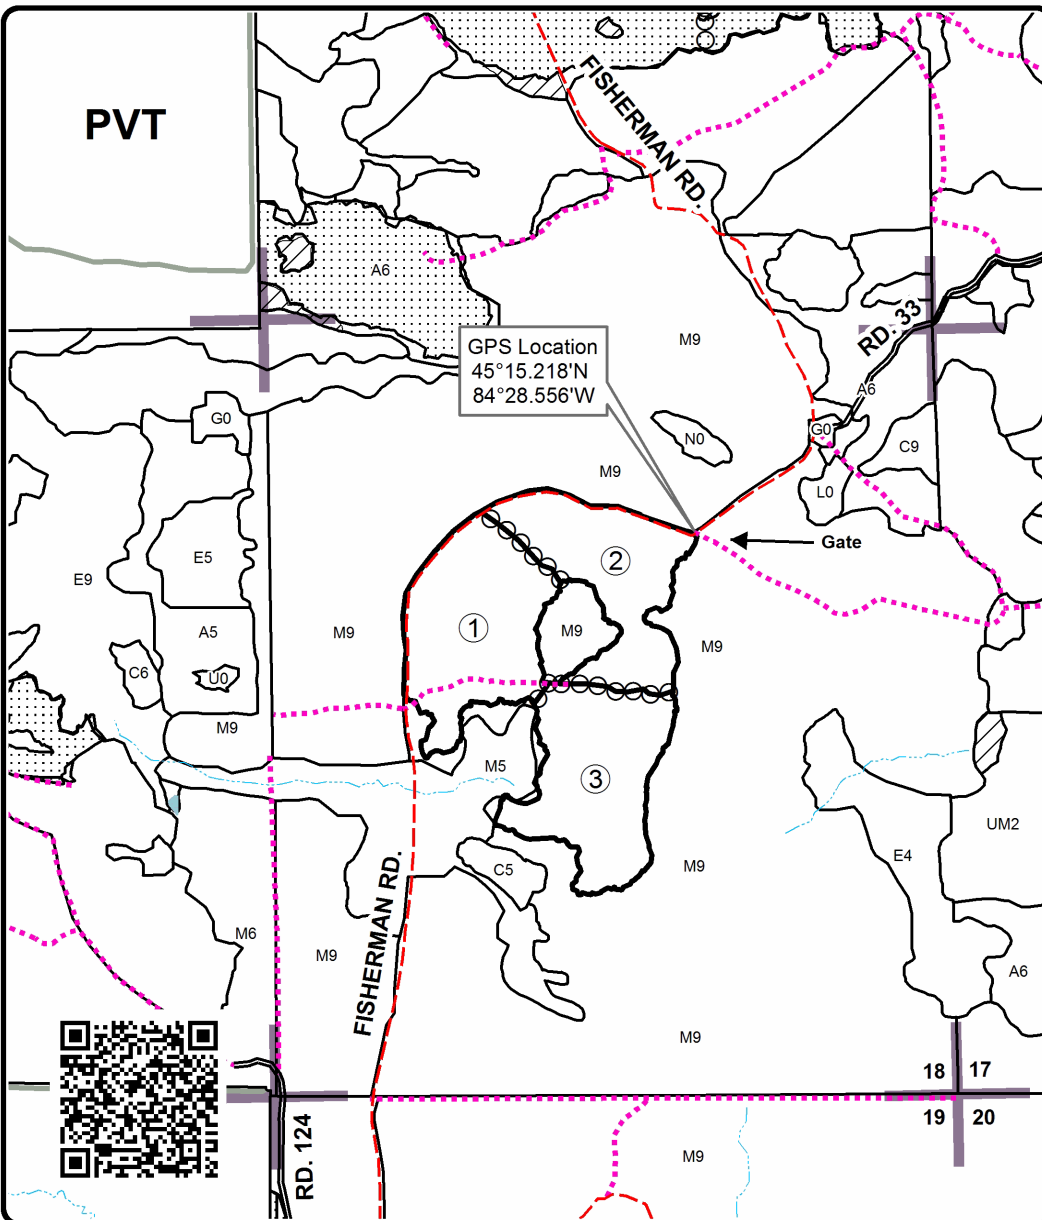 PVT
FISHERMAN RD.
A6
GPS Location
45°15.218'N
84°28.556'W
M9
RD. 33
A6
G0
G0
N0
C9
M9
L0
Gate
E5
E9
2
1
M9
M9
A5
M9
M9
C6
U0
M9
M5
3
UM2
M9
E4
C5
FISHERMAN RD.
M6
M9
A6
M9
18
17
19
20
RD. 124
M9